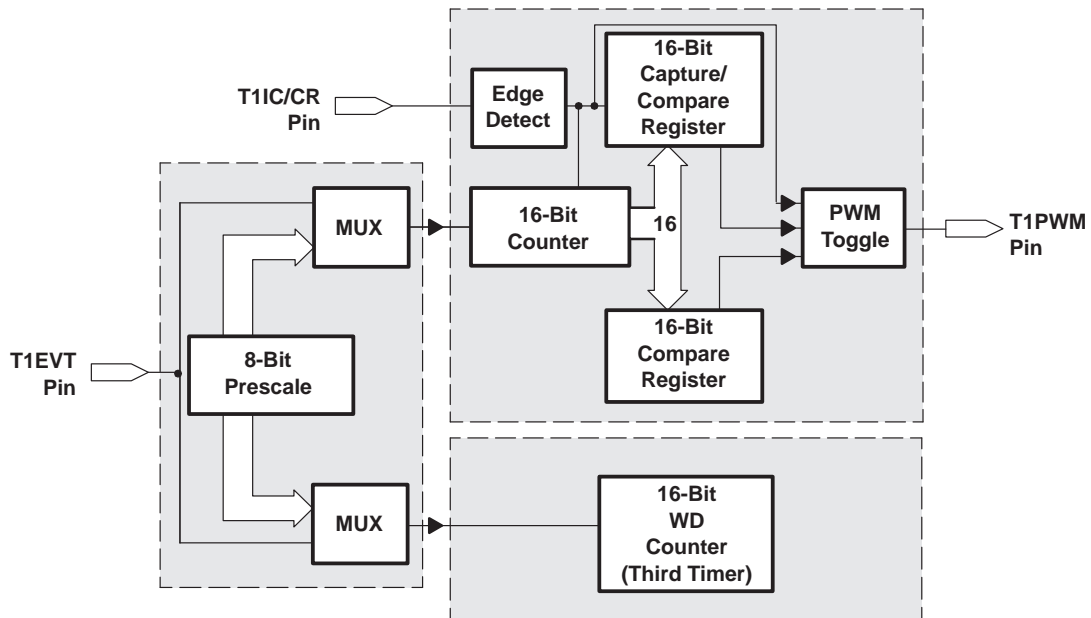 16-Bit
Capture/
Compare
Register
Edge
Detect
T1IC/CR
Pin
MUX
16-Bit
Counter
16
PWM
Toggle
T1PWM
Pin
16-Bit
Compare
Register
T1EVT
Pin
8-Bit
Prescale
MUX
16-Bit
WD
Counter
(Third Timer)